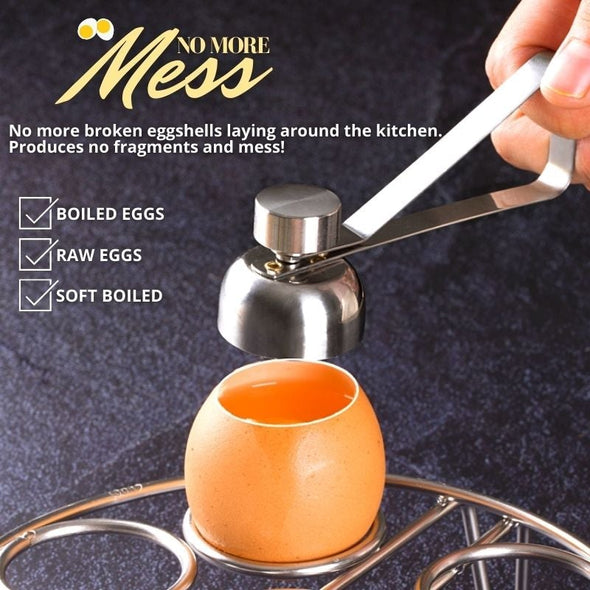 NO MORE
Mess
No more broken eggshells laying around the kitchen.
Produces no fragments and mess!
BOILED EGGS
RAW EGGS
SOFT BOILED